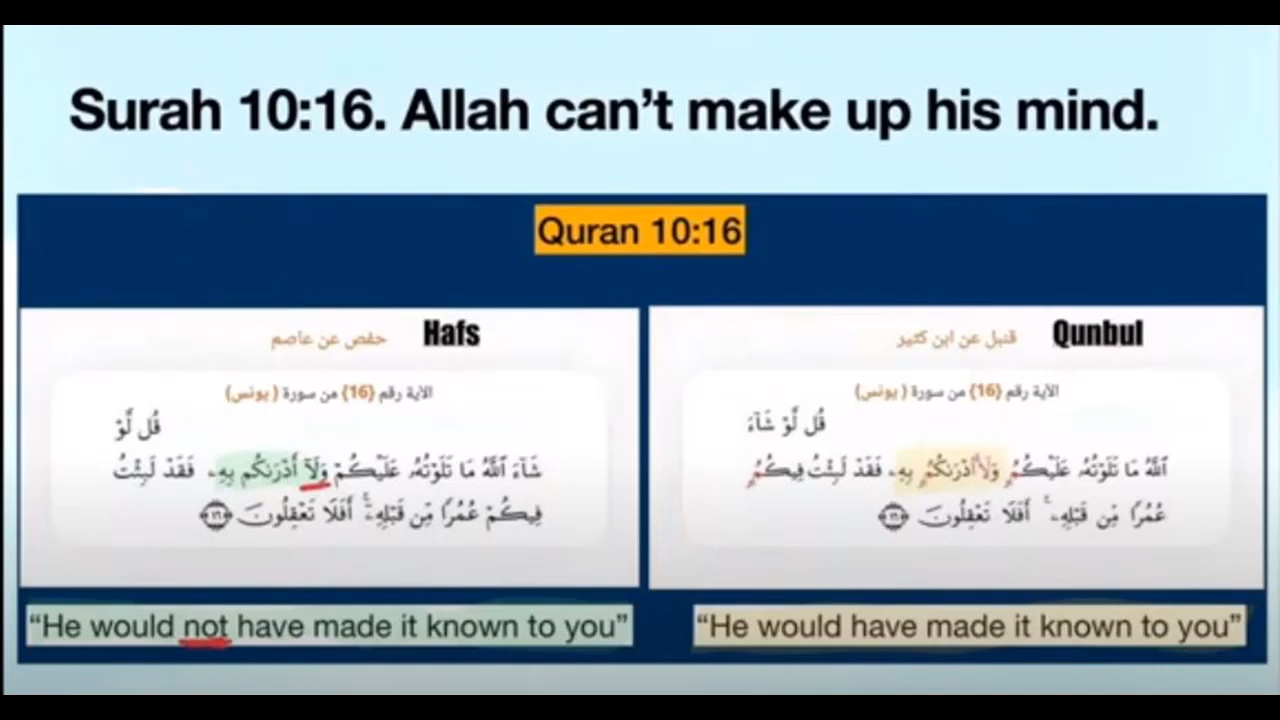 Surah 10:16. Allah can't make up his mind.
Quran 10:16
حفص عن عاصم Hafs
الآية رقم {16} من سورة ( يونس)
قُل لَّوْ
شَآءَ ٱللَّهُ مَا تَلَوْتُهُۥ عَلَيْكُمْ وَلَآ أَدْرَىٰكُم بِهِۦ ۖ فَقَدْ لَبِثْتُ
فِيكُمْ عُمُرًا مِّن قَبْلِهِۦٓ ۚ أَفَلَا تَعْقِلُونَ ١٦
"He would not have made it known to you"
قنبل عن ابن كثير Qunbul
الآية رقم {16} من سورة ( يونس)
قُل لَّوْ شَآءَ
ٱللَّهُ مَا تَلَوْتُهُۥ عَلَيْكُمُۥ وَلَأَدْرَىٰكُمُۥ بِهِۦ ۖ فَقَدْ لَبِثْتُ فِيكُمُۥ
عُمُرًا مِّن قَبْلِهِۦٓ ۚ أَفَلَا تَعْقِلُونَ ١٦
"He would have made it known to you"